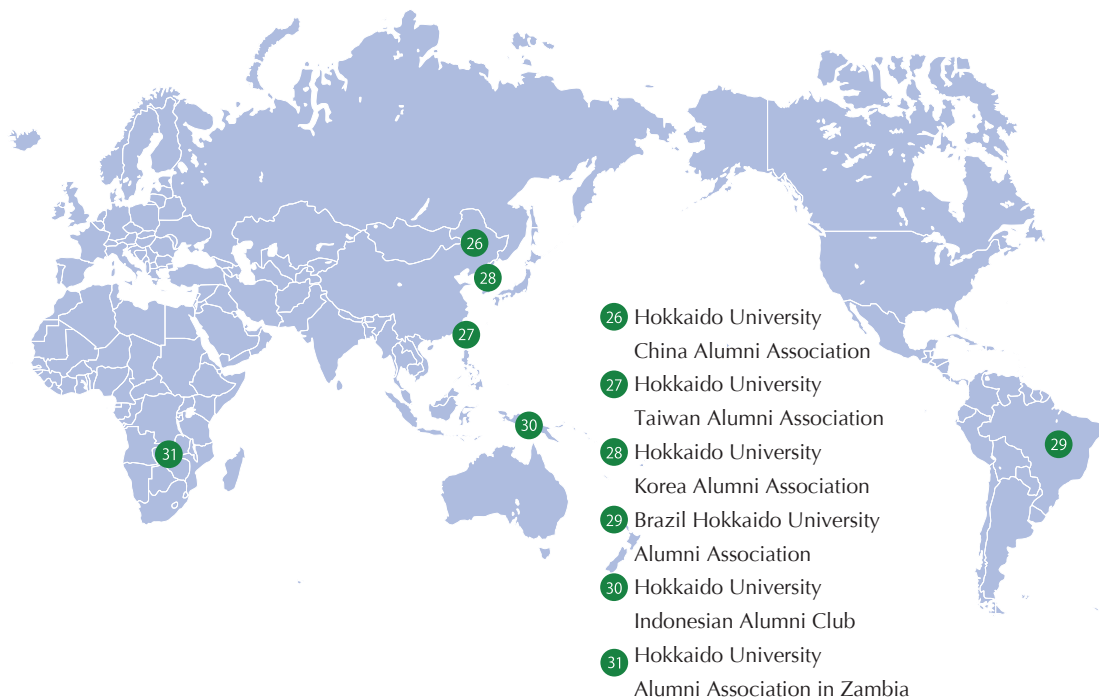 26
28
27
30
31
29
26 Hokkaido University
China Alumni Association
27 Hokkaido University
Taiwan Alumni Association
28 Hokkaido University
Korea Alumni Association
29 Brazil Hokkaido University
Alumni Association
30 Hokkaido University
Indonesian Alumni Club
31 Hokkaido University
Alumni Association in Zambia